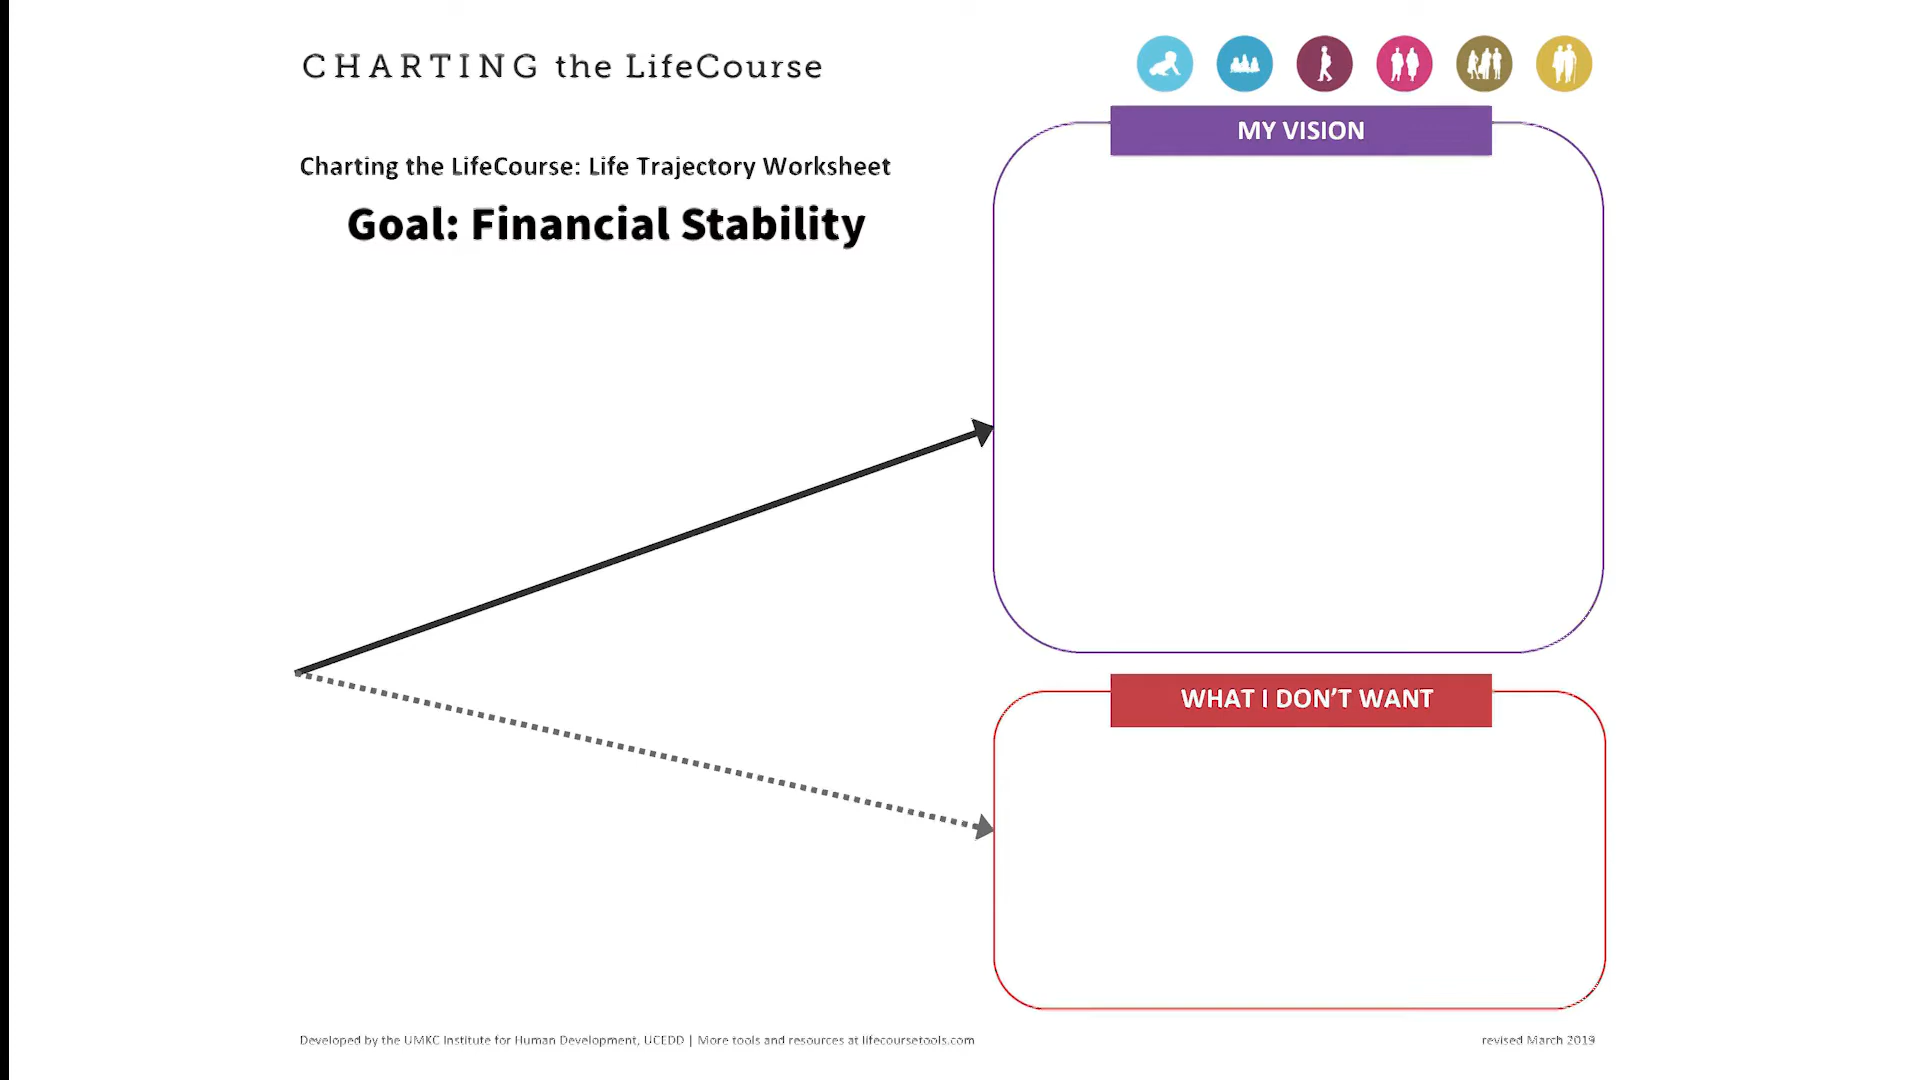 CHARTING the LifeCourse
Charting the LifeCourse: Life Trajectory Worksheet
Goal: Financial Stability
MY VISION
WHAT I DON’T WANT
Developed by the UMKC Institute for Human Development, UCEDD | More tools and resources at lifecoursetools.com
revised March 2019